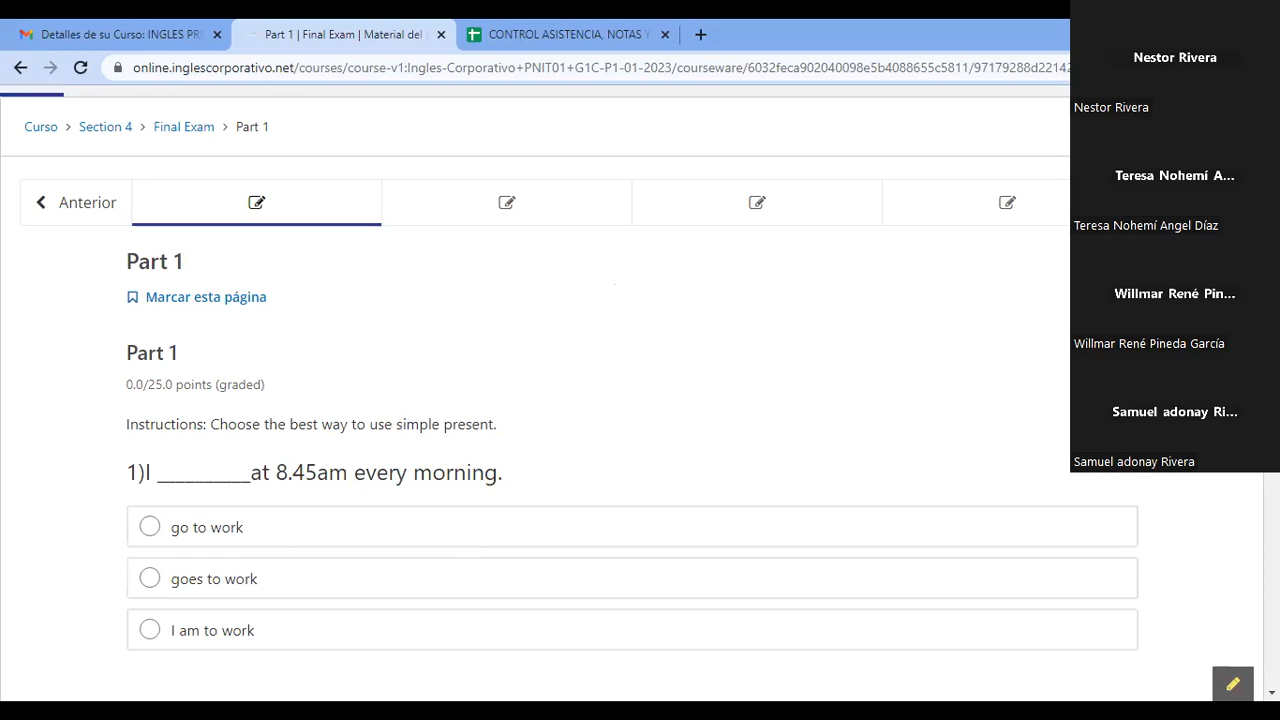 Detalles de su Curso: INGLES PR
Part 1 | Final Exam | Material del
CONTROL ASISTENCIA, NOTAS Y
online.inglescorporativo.net/courses/course-v1:Ingles-Corporativo+PNIT01+G1C-P1-01-2023/courseware/6032feca902040098e5b4088655c5811/97179288d22142
Curso > Section 4 > Final Exam > Part 1
Anterior
Part 1
Marcar esta página
Part 1
0.0/25.0 points (graded)
Instructions: Choose the best way to use simple present.
1)I __________at 8.45am every morning.
go to work
goes to work
I am to work
Nestor Rivera
Nestor Rivera
Teresa Nohemí A...
Teresa Nohemí Angel Díaz
Willmar René Pin...
Willmar René Pineda García
Samuel adonay Ri...
Samuel adonay Rivera